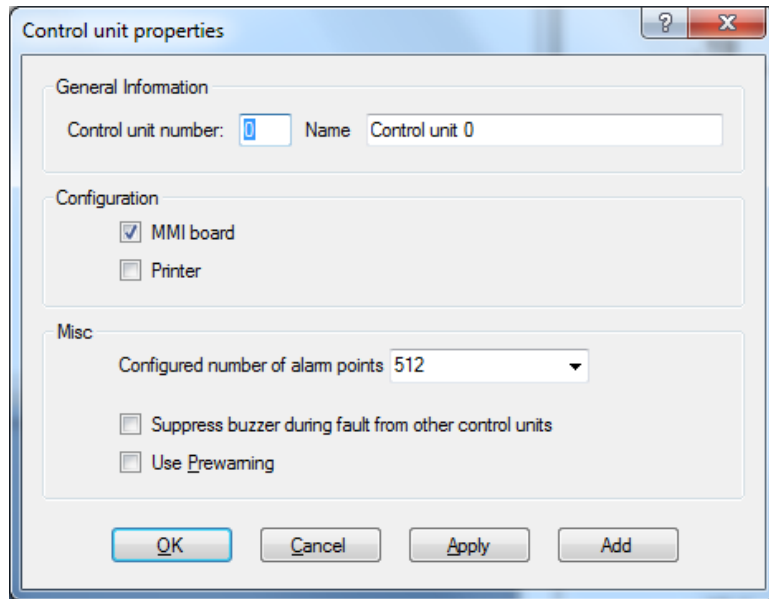 Control unit properties
?
X
General Information
Control unit number: 0 Name Control unit 0
Configuration
MMI board
Printer
Misc
Configured number of alarm points 512
Suppress buzzer during fault from other control units
Use Prewarning
OK Cancel Apply Add